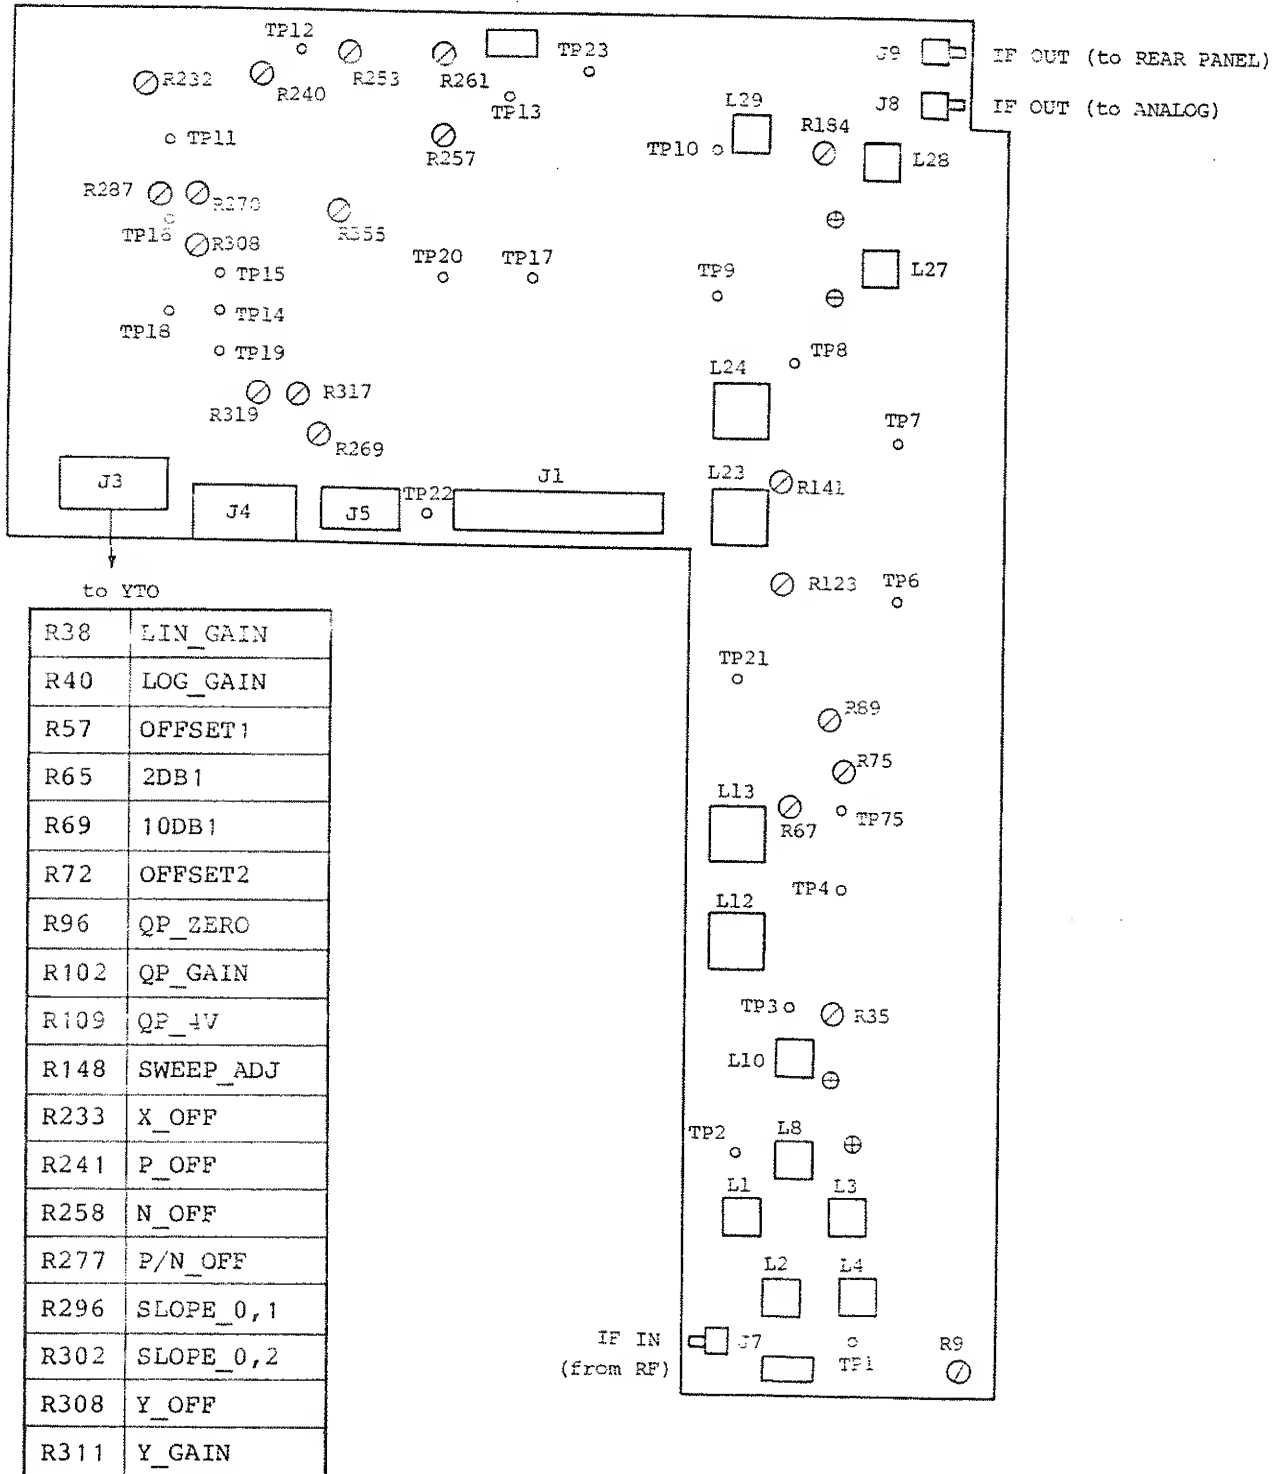 TP12
TP23
J9 IF OUT (to REAR PANEL)
R232
R240
R253
R261
TP13
L29
J8 IF OUT (to ANALOG)
R184
TP11
R257
TP10
L28
R287
R270
TP16
R308
R355
TP20
TP17
L27
TP15
TP9
TP18
TP14
TP19
TP8
L24
R319
R317
TP7
R269
J3
J4
J5
TP22
J1
L23
R141
to YTO
R123
TP6
R38 LIN_GAIN
R40 LOG_GAIN
R57 OFFSET1
R65 2DB1
R69 10DB1
R72 OFFSET2
R96 QP_ZERO
R102 QP_GAIN
R109 QP_4V
R148 SWEEP_ADJ
R233 X_OFF
R241 P_OFF
R258 N_OFF
R277 P/N_OFF
R296 SLOPE_0,1
R302 SLOPE_0,2
R308 Y_OFF
R311 Y_GAIN
TP21
R89
R75
L13
R67
TP75
TP4
L12
TP3
R35
L10
TP2
L8
L1
L3
L2
L4
IF IN
(from RF)
J7
TP1
R9